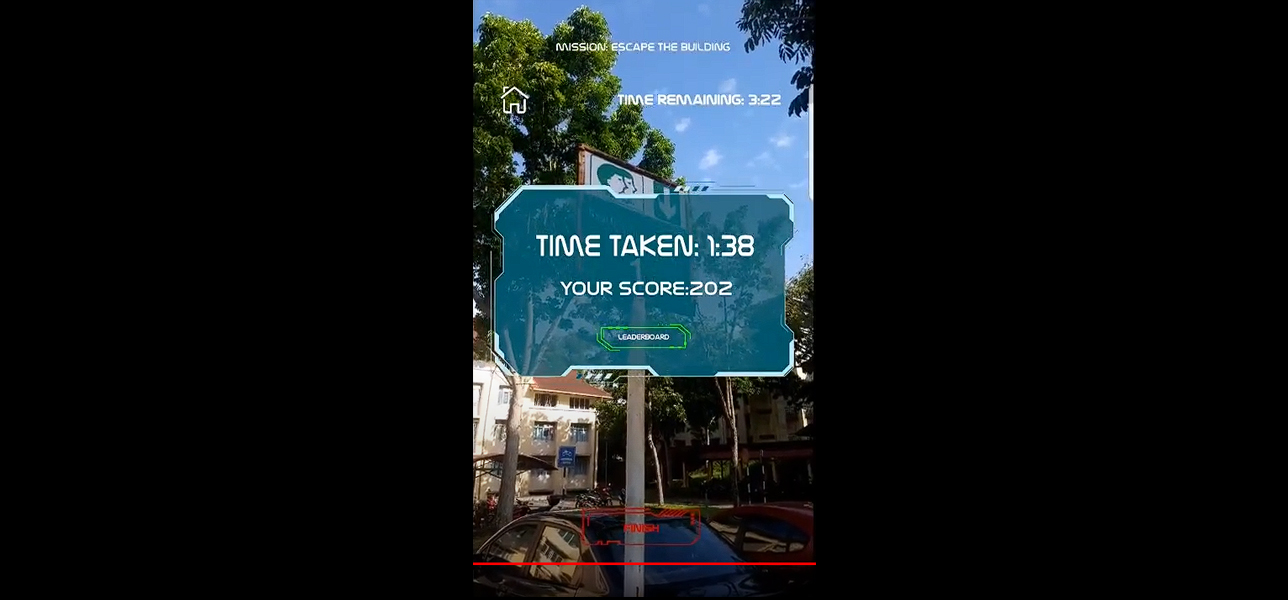 MISSION: ESCAPE THE BUILDING
TIME REMAINING: 3:22
TIME TAKEN: 1:38
YOUR SCORE:202
LEADERBOARD
FINISH